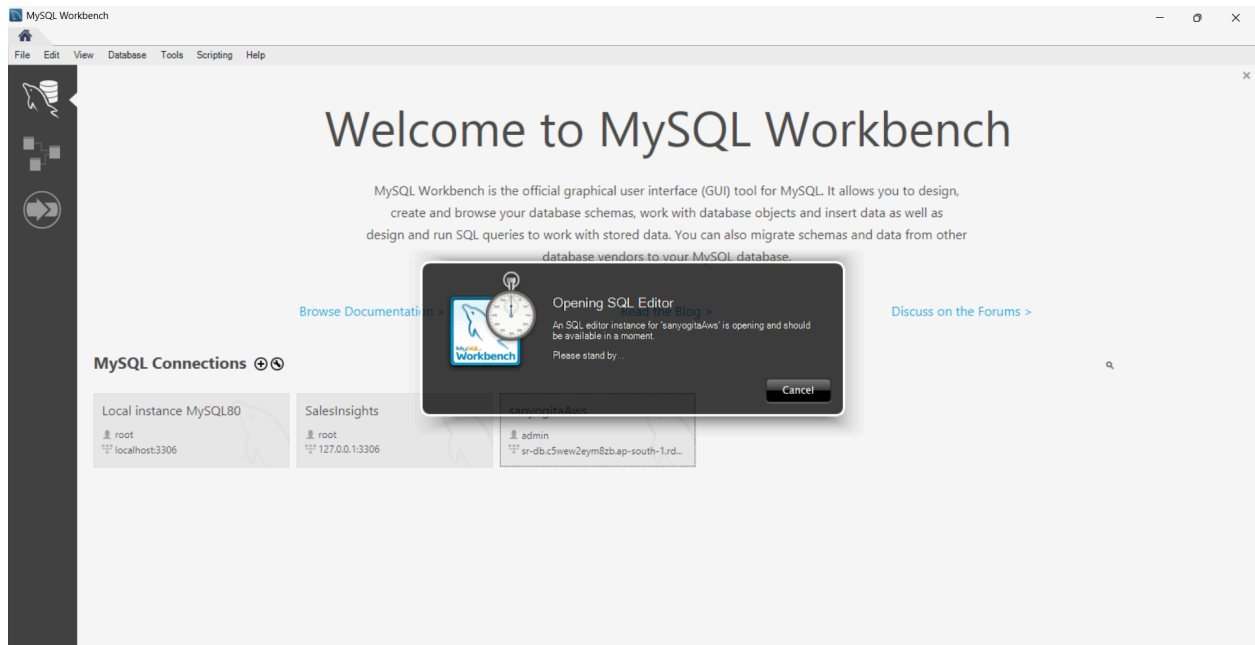 MySQL Workbench
File Edit View Database Tools Scripting Help
Welcome to MySQL Workbench
MySQL Workbench is the official graphical user interface (GUI) tool for MySQL. It allows you to design,
create and browse your database schemas, work with database objects and insert data as well as
design and run SQL queries to work with stored data. You can also migrate schemas and data from other
database vendors to your MySQL database.
Browse Documentation >
Read the Blog >
Discuss on the Forums >
MySQL
Workbench
Opening SQL Editor
An SQL editor instance for 'sanyogitaAws' is opening and should
be available in a moment.
Please stand by...
Cancel
MySQL Connections
Local instance MySQL80
root
localhost:3306
SalesInsights
root
127.0.0.1:3306
sanyogitaAws
admin
sr-db.c5wew2eym8zb.ap-south-1.rd...